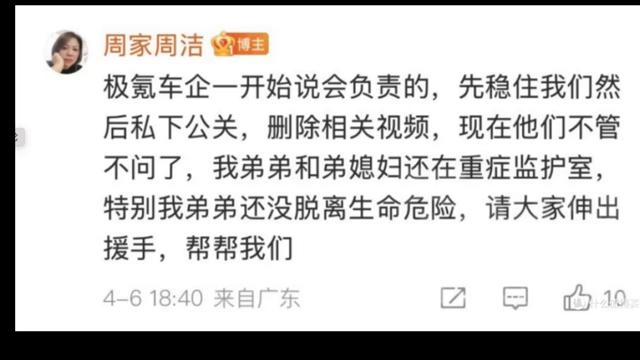 周家周洁 博主
极氪车企一开始说会负责的，先稳住我们然
后私下公关，删除相关视频，现在他们不管
不问了，我弟弟和弟媳妇还在重症监护室，
特别我弟弟还没脱离生命危险，请大家伸出
援手，帮帮我们
4-6 18:40 来自广东
10